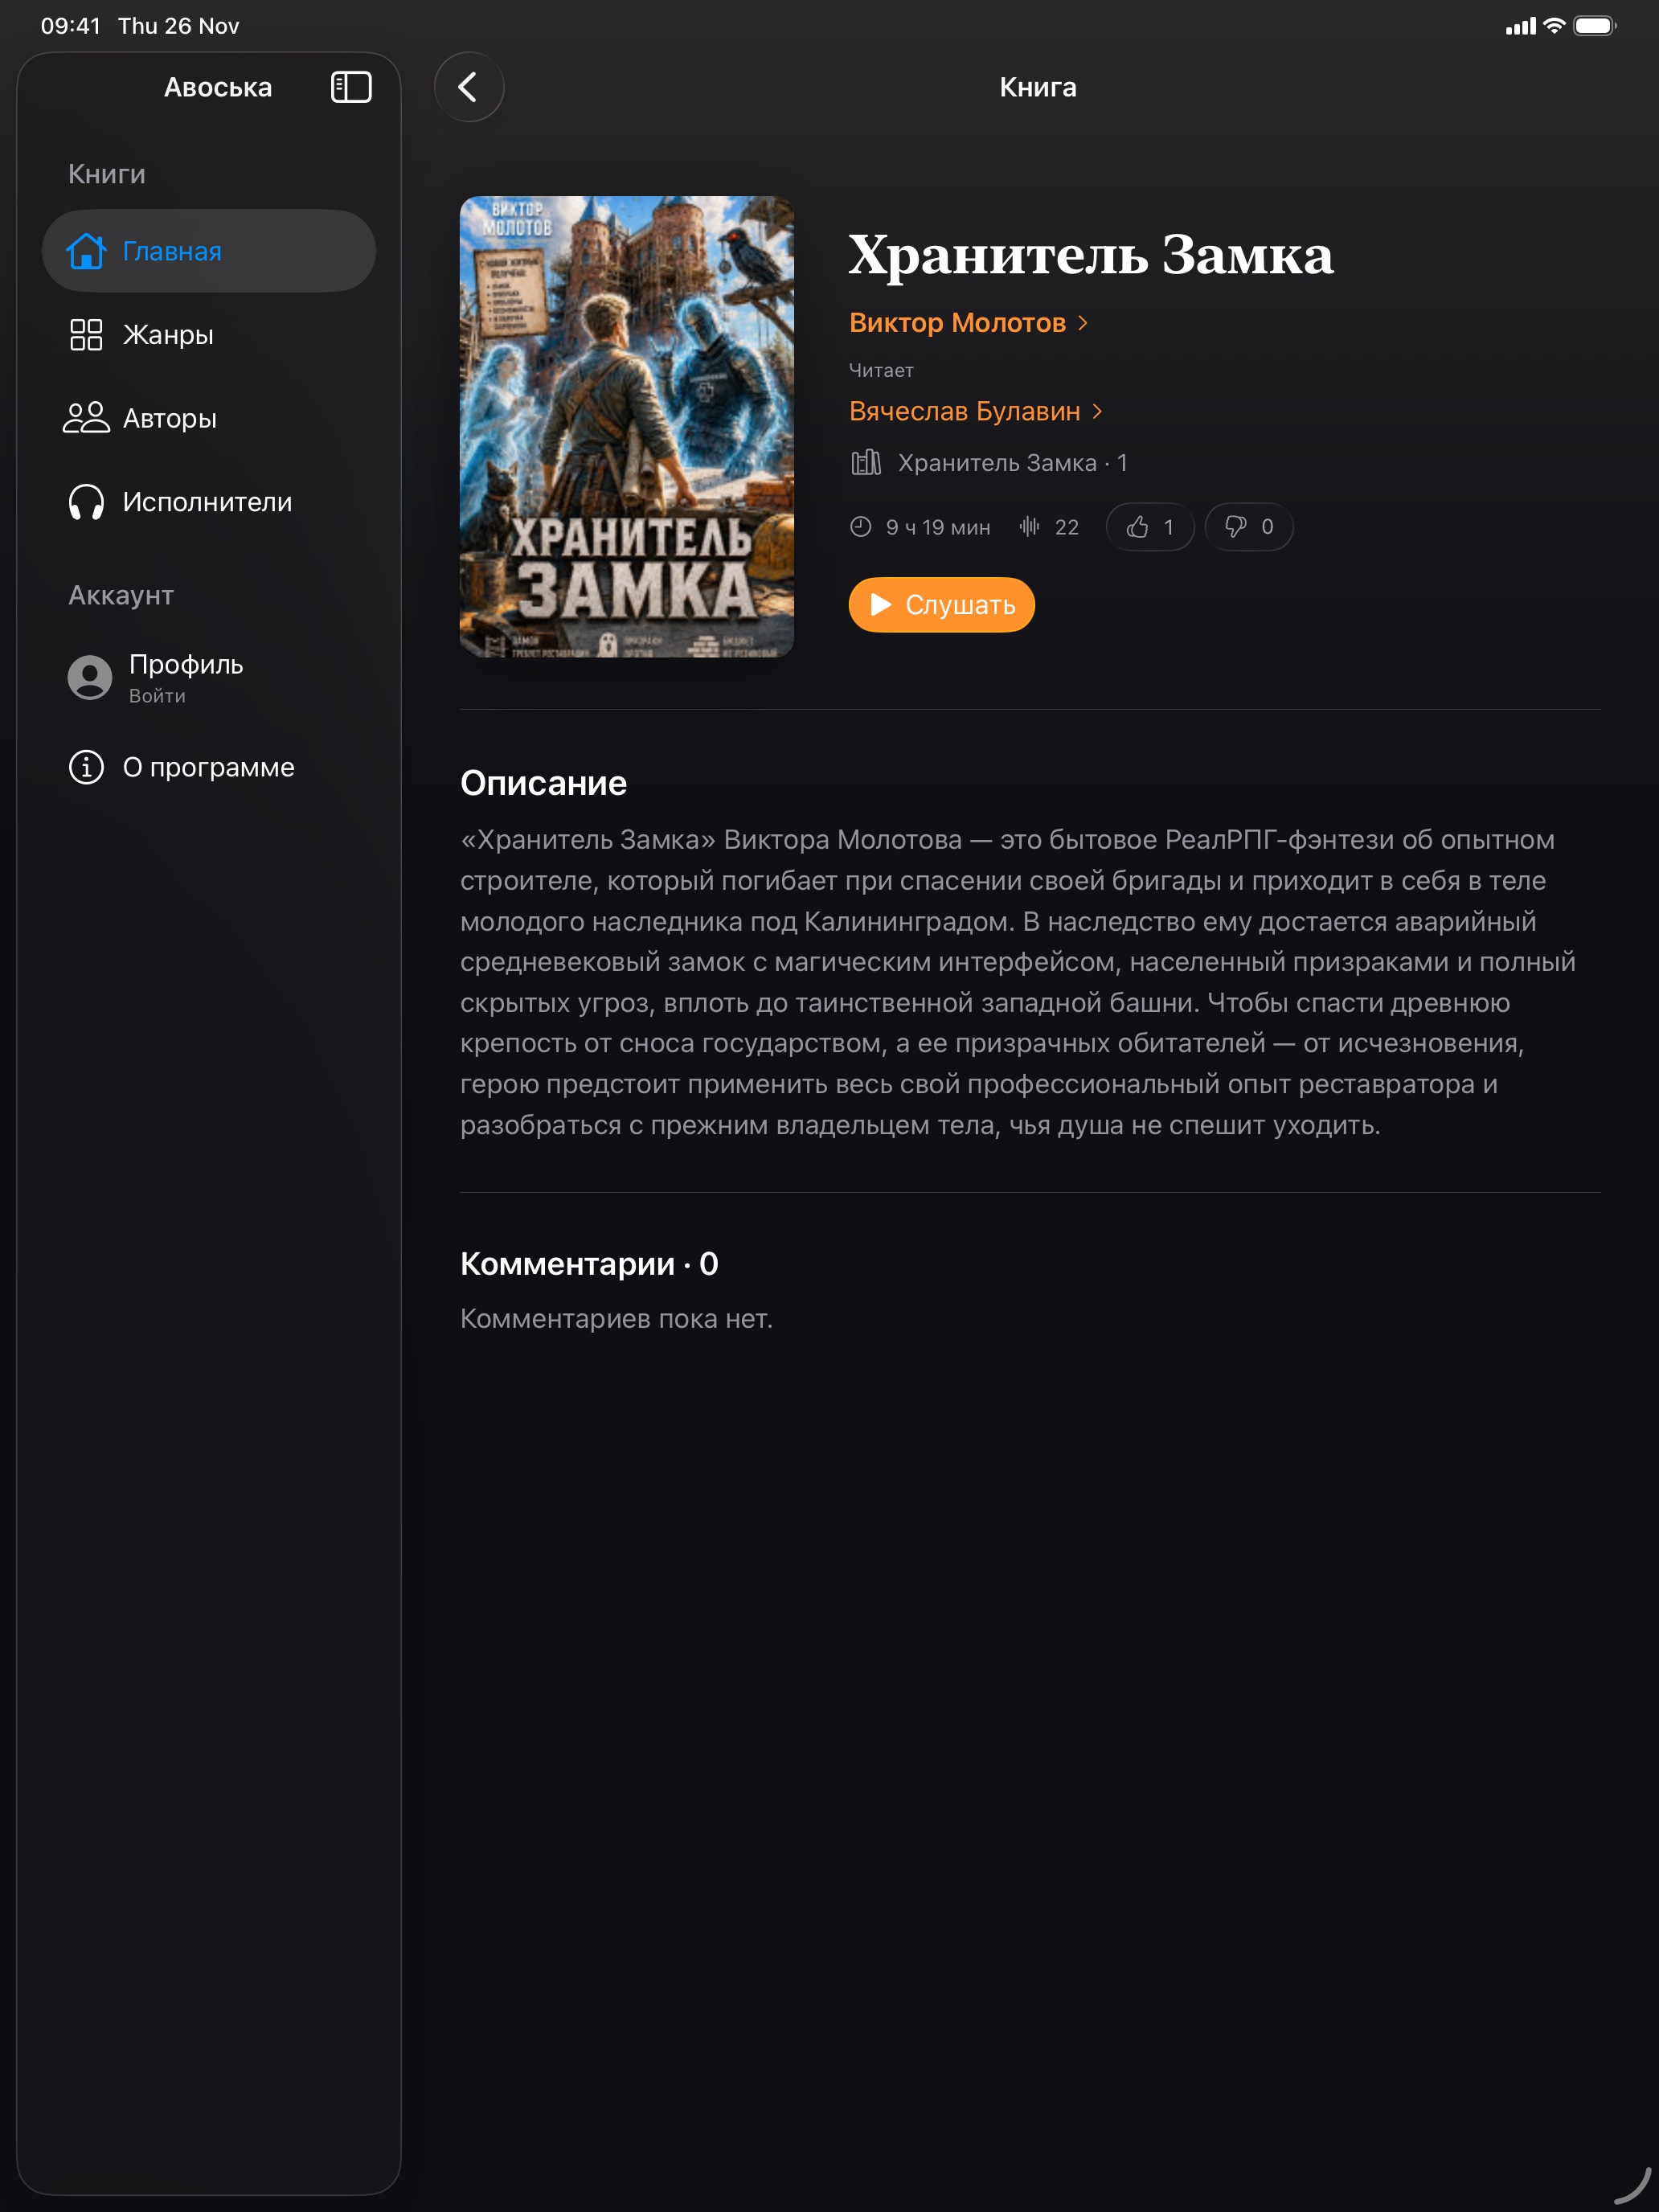 09:41 Thu 26 Nov
Авоська
Книга
Книги
Главная
Жанры
Авторы
Исполнители
Аккаунт
Профиль
Войти
О программе
ВИКТОР
МОЛОТОВ
ХРАНИТЕЛЬ
ЗАМКА
Хранитель Замка
Виктор Молотов
Читает
Вячеслав Булавин
Хранитель Замка · 1
9 ч 19 мин 22 1 0
Слушать
Описание
«Хранитель Замка» Виктора Молотова — это бытовое РеалРПГ-фэнтези об опытном
строителе, который погибает при спасении своей бригады и приходит в себя в теле
молодого наследника под Калининградом. В наследство ему достается аварийный
средневековый замок с магическим интерфейсом, населенный призраками и полный
скрытых угроз, вплоть до таинственной западной башни. Чтобы спасти древнюю
крепость от сноса государством, а ее призрачных обитателей — от исчезновения,
герою предстоит применить весь свой профессиональный опыт реставратора и
разобраться с прежним владельцем тела, чья душа не спешит уходить.
Комментарии · 0
Комментариев пока нет.